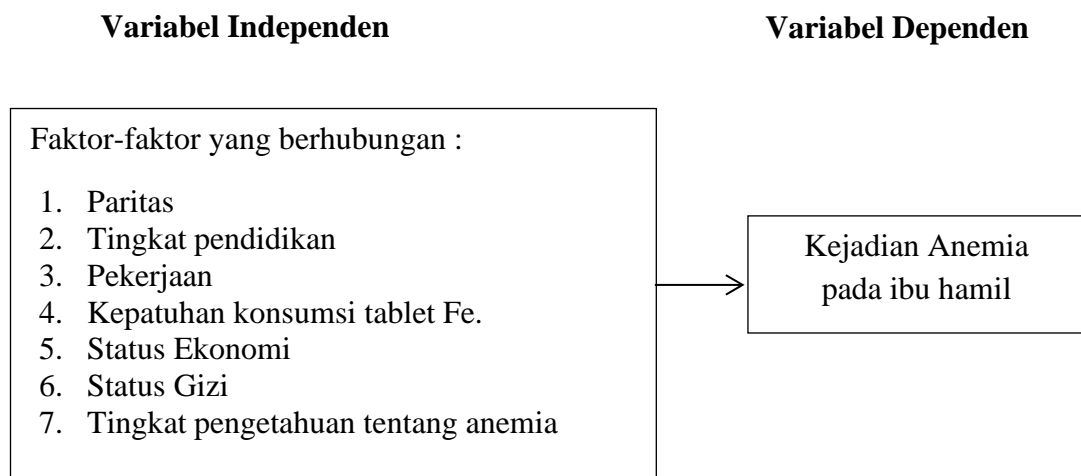 Variabel Independen
Variabel Dependen
Faktor-faktor yang berhubungan :
1. Paritas
2. Tingkat pendidikan
3. Pekerjaan
4. Kepatuhan konsumsi tablet Fe.
5. Status Ekonomi
6. Status Gizi
7. Tingkat pengetahuan tentang anemia
Kejadian Anemia
pada ibu hamil